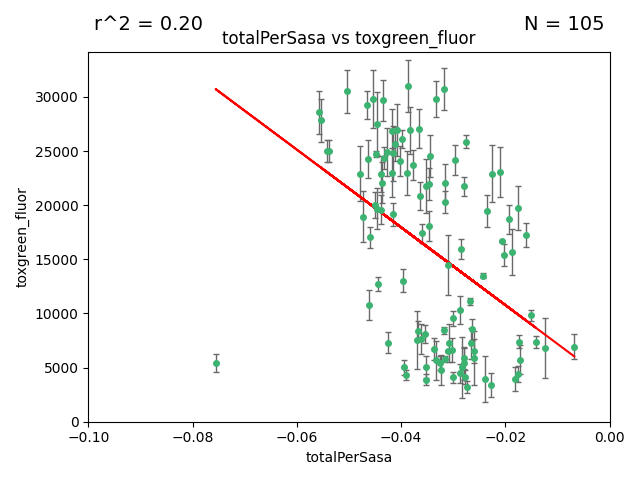 r^2 = 0.20
N = 105
totalPerSasa vs toxgreen_fluor
30000
25000
20000
15000
10000
5000
0
toxgreen_fluor
−0.10
−0.08
−0.06
−0.04
−0.02
0.00
totalPerSasa